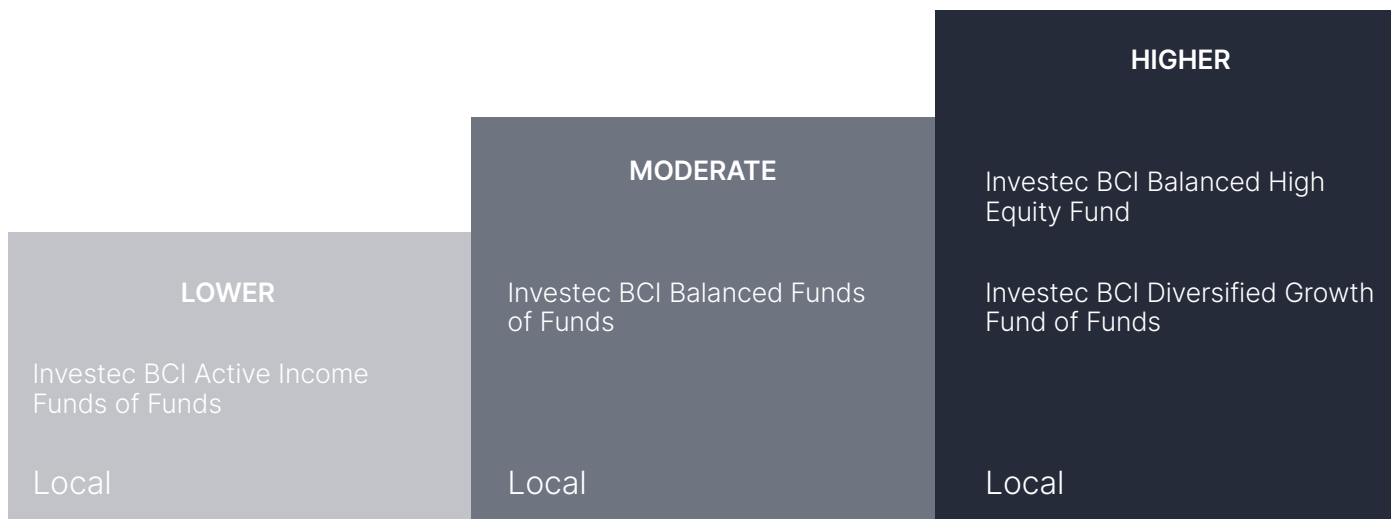 LOWER
Investec BCI Active Income
Funds of Funds
Local
MODERATE
Investec BCI Balanced Funds
of Funds
Local
HIGHER
Investec BCI Balanced High
Equity Fund
Investec BCI Diversified Growth
Fund of Funds
Local